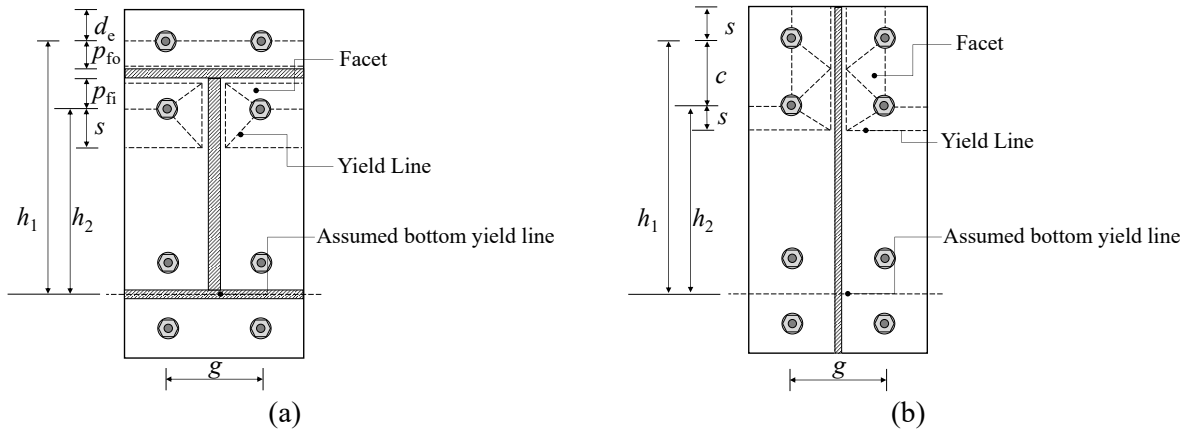 d_e
p_fo
p_fi
s
h_1
h_2
Facet
Yield Line
Assumed bottom yield line
g
(a)
s
c
s
h_1
h_2
Facet
Yield Line
Assumed bottom yield line
g
(b)